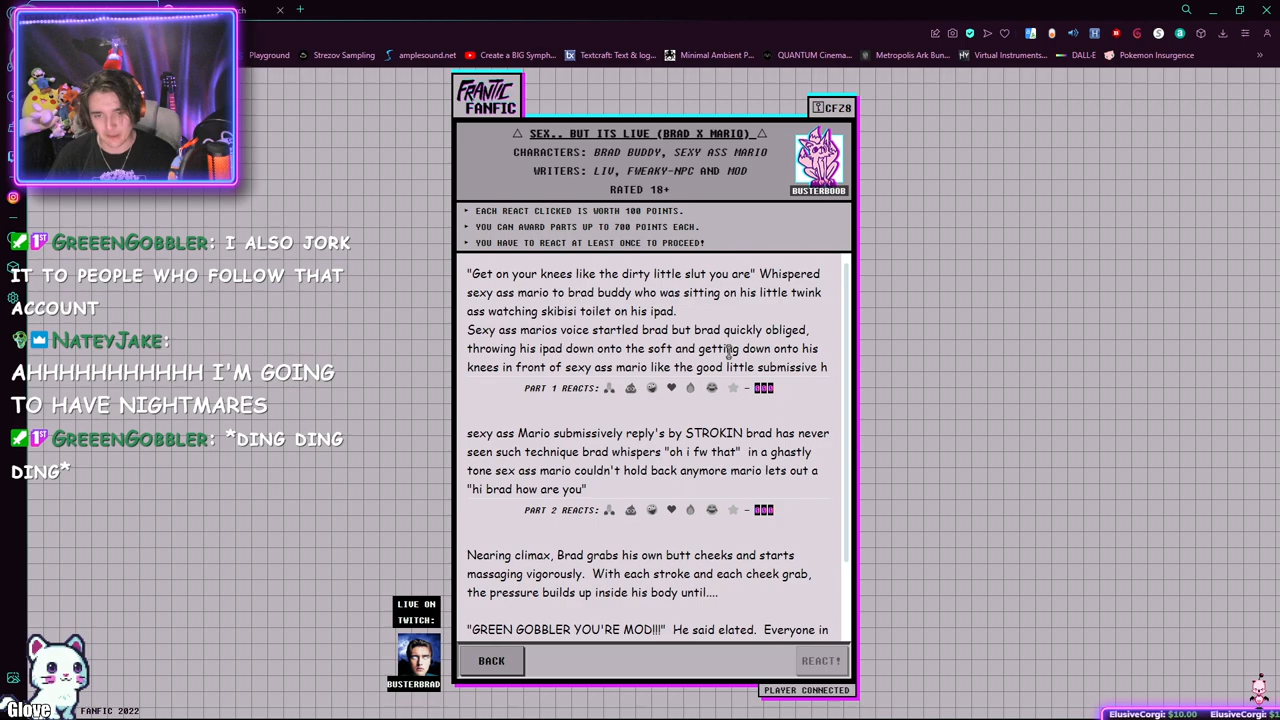 Playground
Strezov Sampling
amplesound.net
Create a BIG Symph...
Textcraft: Text & log...
Minimal Ambient P...
QUANTUM Cinema...
Metropolis Ark Bun...
Virtual Instruments...
DALL-E
Pokemon Insurgence
FRANTIC
FANFIC
CFZ8
SEX.. BUT ITS LIVE (BRAD X MARIO)
CHARACTERS: BRAD BUDDY, SEXY ASS MARIO
WRITERS: LIV, FWEAKY-NPC AND MOD
RATED 18+
BUSTERBOOB
EACH REACT CLICKED IS WORTH 100 POINTS.
YOU CAN AWARD PARTS UP TO 700 POINTS EACH.
YOU HAVE TO REACT AT LEAST ONCE TO PROCEED!
GREEENGOBBLER: I ALSO JORK
IT TO PEOPLE WHO FOLLOW THAT
ACCOUNT
NATEYJAKE:
AHHHHHHHHHHH I'M GOING
TO HAVE NIGHTMARES
GREEENGOBBLER: *DING DING
DING*
"Get on your knees like the dirty little slut you are" Whispered
sexy ass mario to brad buddy who was sitting on his little twink
ass watching skibisi toilet on his ipad.
Sexy ass marios voice startled brad but brad quickly obliged,
throwing his ipad down onto the soft and getting down onto his
knees in front of sexy ass mario like the good little submissive h
PART 1 REACTS: - 000
sexy ass Mario submissively reply's by STROKIN brad has never
seen such technique brad whispers "oh i fw that" in a ghastly
tone sex ass mario couldn't hold back anymore mario lets out a
"hi brad how are you"
PART 2 REACTS: - 000
Nearing climax, Brad grabs his own butt cheeks and starts
massaging vigorously. With each stroke and each cheek grab,
the pressure builds up inside his body until....
"GREEN GOBBLER YOU'RE MOD!!!" He said elated. Everyone in
LIVE ON
TWITCH:
BUSTERBRAD
BACK
REACT!
PLAYER CONNECTED
Glove
FANFIC 2022
ElusiveCorgi: $10.00 ElusiveCorgi: $1